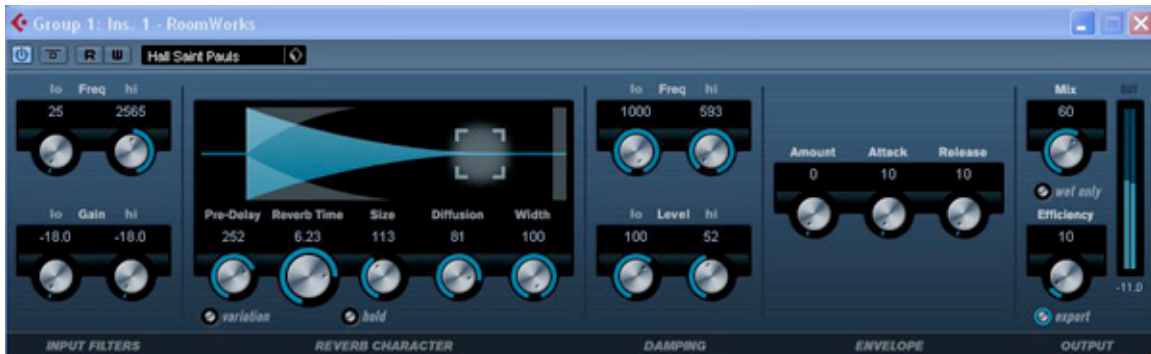 Group 1: Ins. 1 - RoomWorks
R W Hall Saint Pauls
lo Freq hi
25 2565
lo Gain hi
-18.0 -18.0
INPUT FILTERS
Pre-Delay Reverb Time Size Diffusion Width
252 6.23 113 81 100
variation hold
REVERB CHARACTER
lo Freq hi
1000 593
lo Level hi
100 52
DAMPING
Amount Attack Release
0 10 10
ENVELOPE
Mix OUT
60
wet only
Efficiency
10
-11.0
expert
OUTPUT